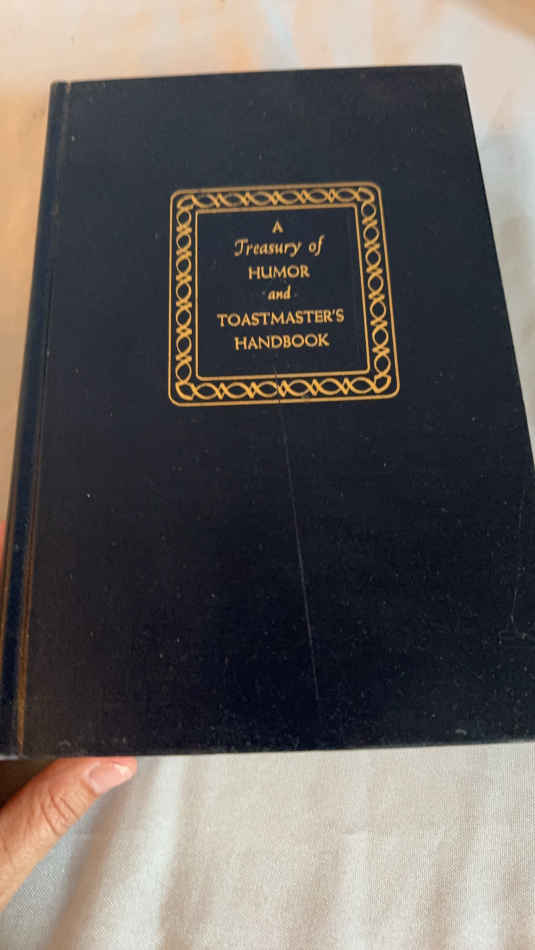 A
Treasury of
HUMOR
and
TOASTMASTER'S
HANDBOOK